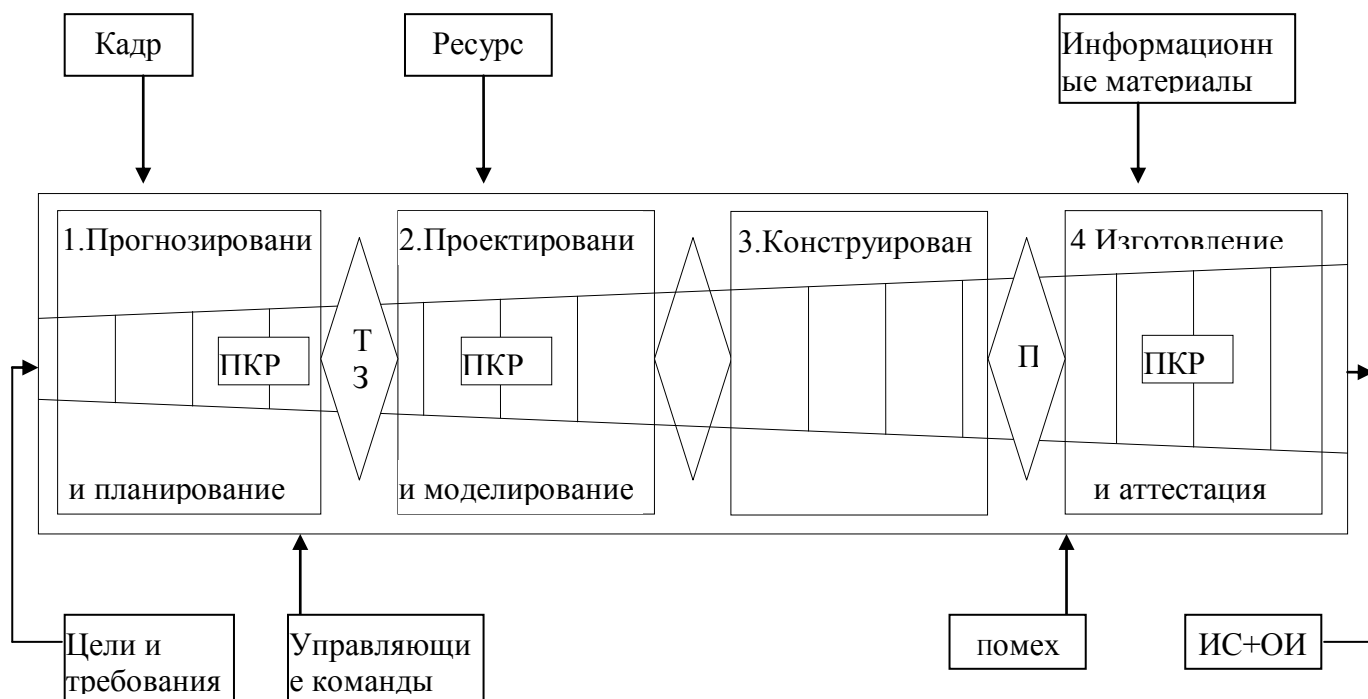 Кадр
Ресурс
Информационн
ые материалы
1.Прогнозировани
2.Проектировани
3.Конструирован
4 Изготовление
ПКР
Т
З
ПКР
П
ПКР
и планирование
и моделирование
и аттестация
Цели и
требования
Управляющи
е команды
помех
ИС+ОИ